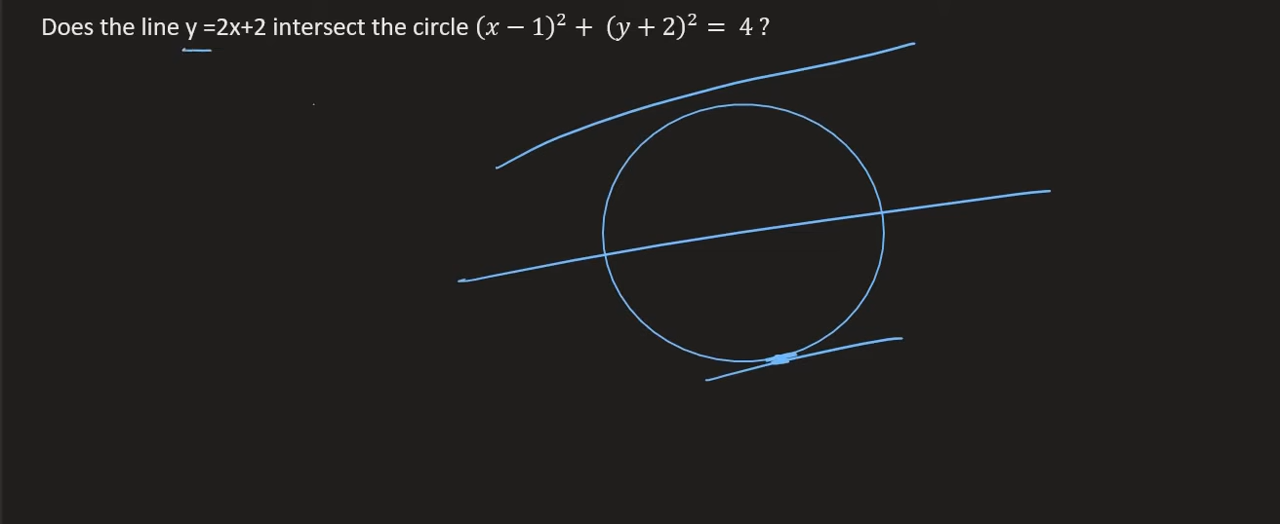 Does the line y =2x+2 intersect the circle (x − 1)² + (y + 2)² = 4 ?